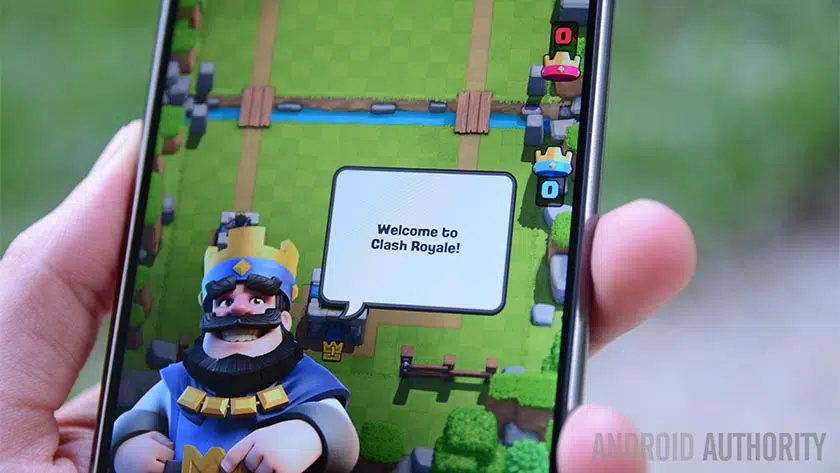 0
Welcome to
Clash Royale!
0
ANDROID AUTHORITY